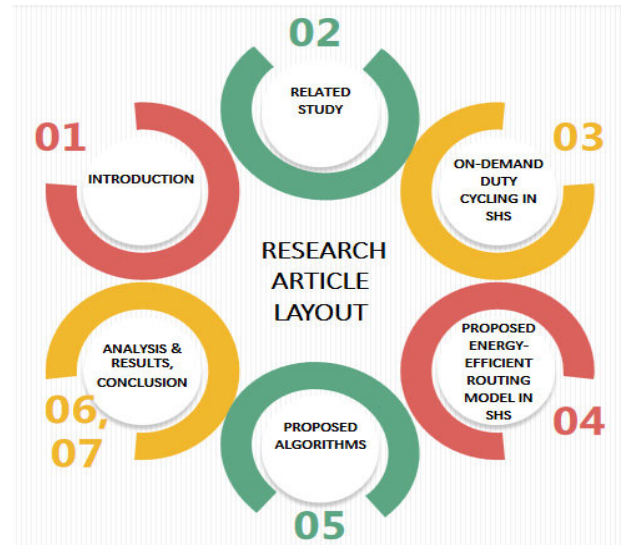 01
INTRODUCTION
02
RELATED
STUDY
03
ON-DEMAND
DUTY
CYCLING IN
SHS
RESEARCH
ARTICLE
LAYOUT
PROPOSED
ENERGY-
EFFICIENT
ROUTING
MODEL IN
SHS
04
PROPOSED
ALGORITHMS
05
ANALYSIS &
RESULTS,
CONCLUSION
06,
07